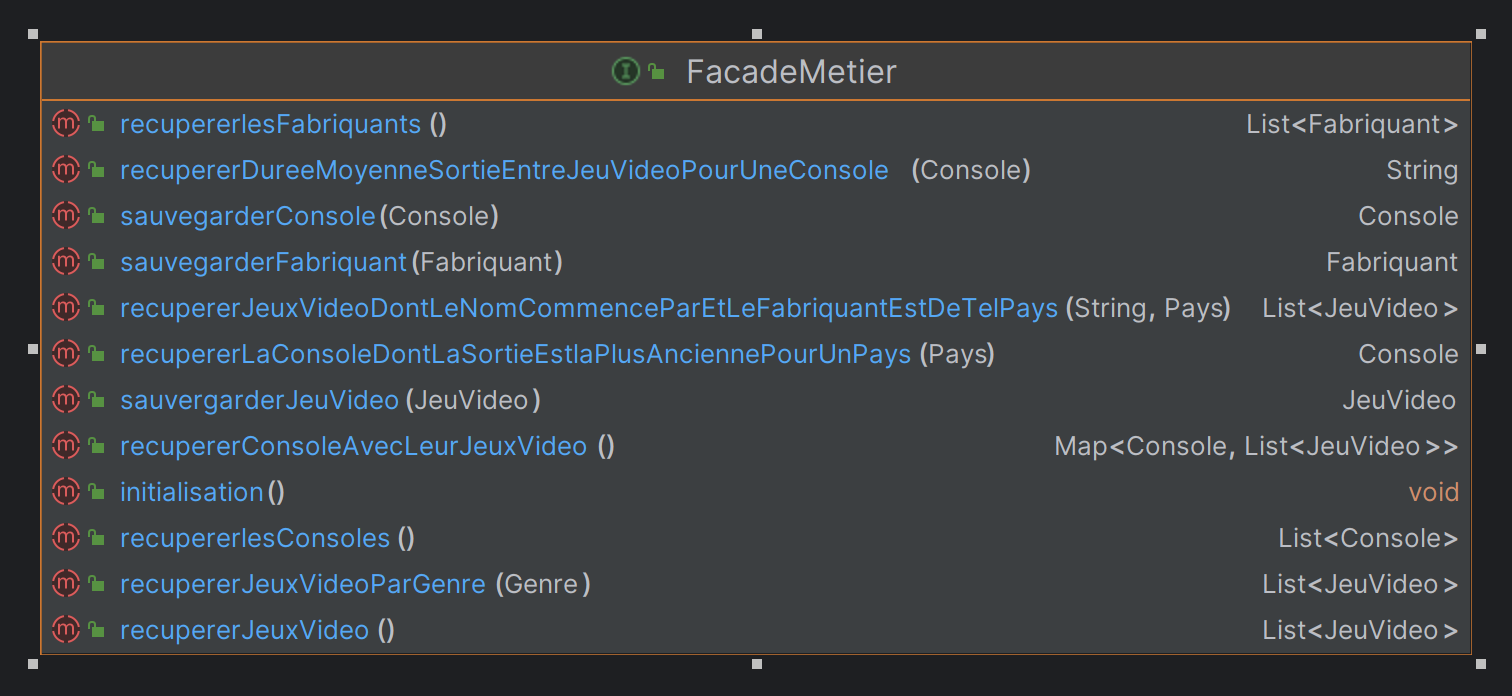 FacadeMetier
recupererlesFabriquants () List<Fabriquant>
recupererDureeMoyenneSortieEntreJeuVideoPourUneConsole (Console) String
sauvegarderConsole(Console) Console
sauvegarderFabriquant(Fabriquant) Fabriquant
recupererJeuxVideoDontLeNomCommenceParEtLeFabriquantEstDeTelPays (String, Pays) List<JeuVideo>
recupererLaConsoleDontLaSortieEstlaPlusAnciennePourUnPays (Pays) Console
sauvergarderJeuVideo (JeuVideo) JeuVideo
recupererConsoleAvecLeurJeuxVideo () Map<Console, List<JeuVideo>>
initialisation() void
recupererlesConsoles () List<Console>
recupererJeuxVideoParGenre (Genre) List<JeuVideo>
recupererJeuxVideo () List<JeuVideo>